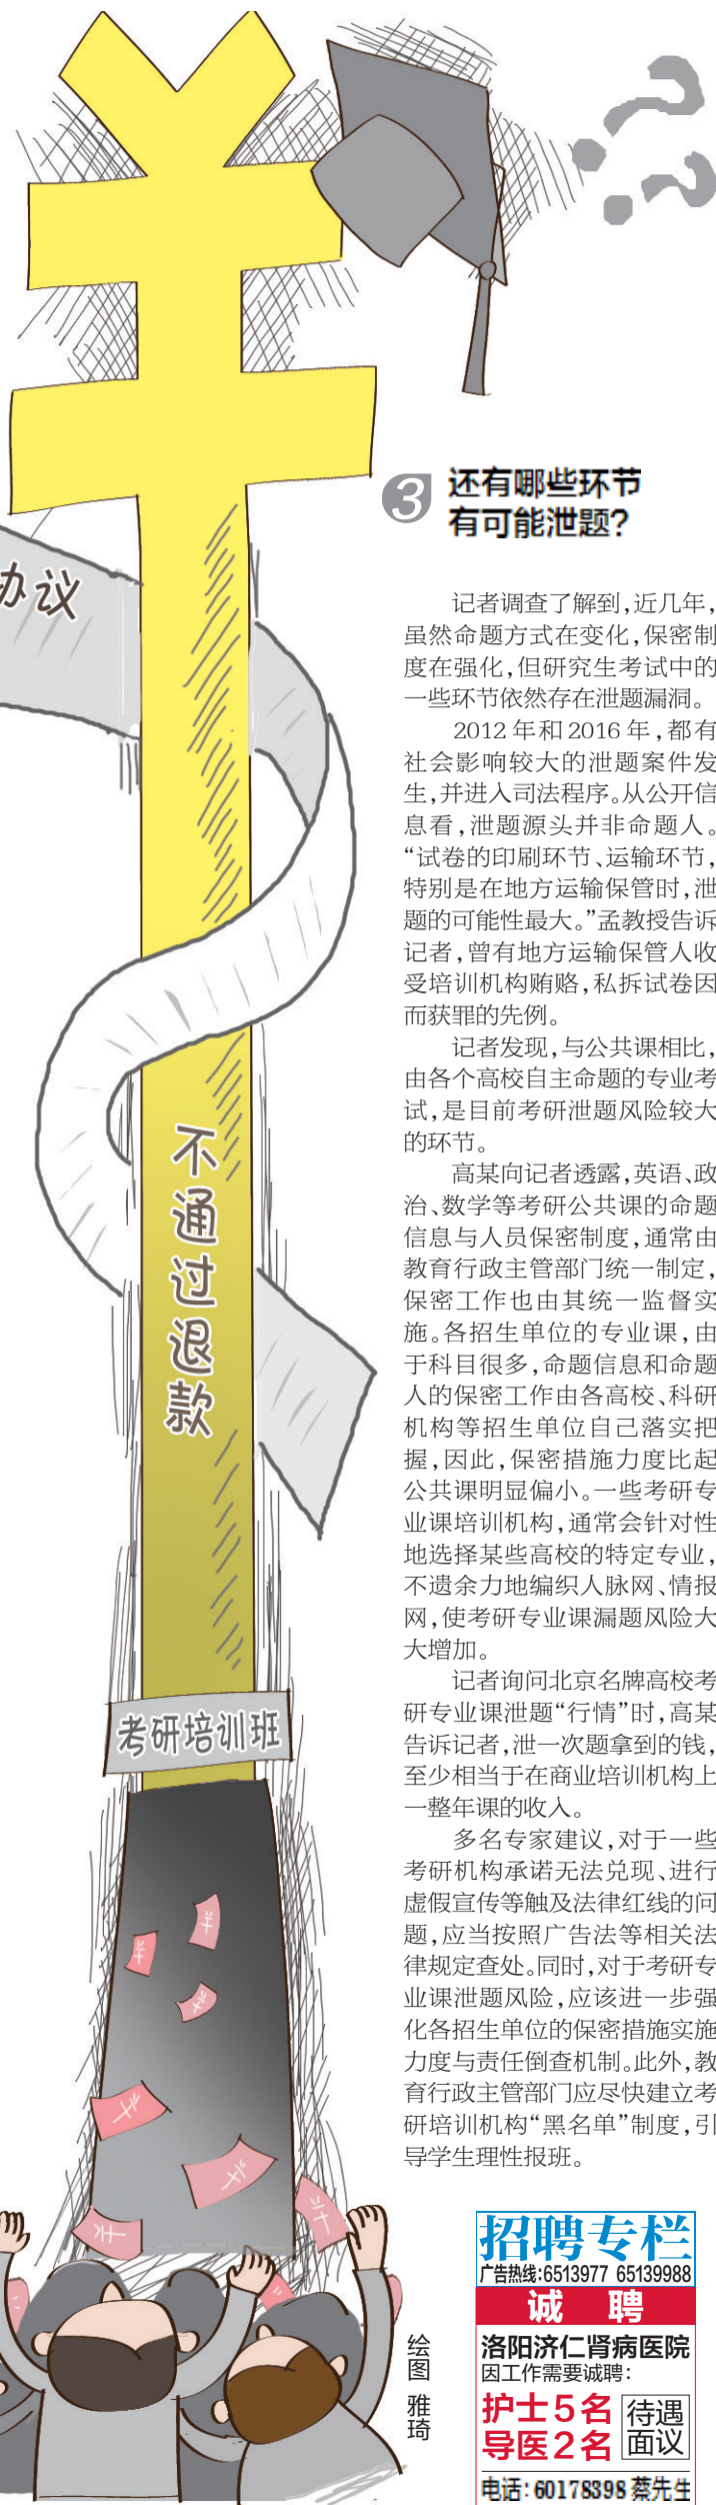 协议
不通过退款
考研培训班
3
还有哪些环节
有可能泄题?
记者调查了解到,近几年,
虽然命题方式在变化,保密制
度在强化,但研究生考试中的
一些环节依然存在泄题漏洞。
2012年和2016年,都有
社会影响较大的泄题案件发
生,并进入司法程序。从公开信
息看,泄题源头并非命题人。
“试卷的印刷环节、运输环节,
特别是在地方运输保管时,泄
题的可能性最大。”孟教授告诉
记者,曾有地方运输保管人收
受培训机构贿赂,私拆试卷因
而获罪的先例。
记者发现,与公共课相比,
由各个高校自主命题的专业考
试,是目前考研泄题风险较大
的环节。
高某向记者透露,英语、政
治、数学等考研公共课的命题
信息与人员保密制度,通常由
教育行政主管部门统一制定,
保密工作也由其统一监督实
施。各招生单位的专业课,由
于科目很多,命题信息和命题
人的保密工作由各高校、科研
机构等招生单位自己落实把
握,因此,保密措施力度比起
公共课明显偏小。一些考研专
业课培训机构,通常会针对性
地选择某些高校的特定专业,
不遗余力地编织人脉网、情报
网,使考研专业课漏题风险大
大增加。
记者询问北京名牌高校考
研专业课泄题“行情”时,高某
告诉记者,泄一次题拿到的钱,
至少相当于在商业培训机构上
一整年课的收入。
多名专家建议,对于一些
考研机构承诺无法兑现、进行
虚假宣传等触及法律红线的问
题,应当按照广告法等相关法
律规定查处。同时,对于考研专
业课泄题风险,应该进一步强
化各招生单位的保密措施实施
力度与责任倒查机制。此外,教
育行政主管部门应尽快建立考
研培训机构“黑名单”制度,引
导学生理性报班。
绘图 雅琦
招聘专栏
广告热线:6513977 65139988
诚 聘
洛阳济仁肾病医院
因工作需要诚聘:
护士5名
导医2名
待遇
面议
电话:60178398 蔡先生